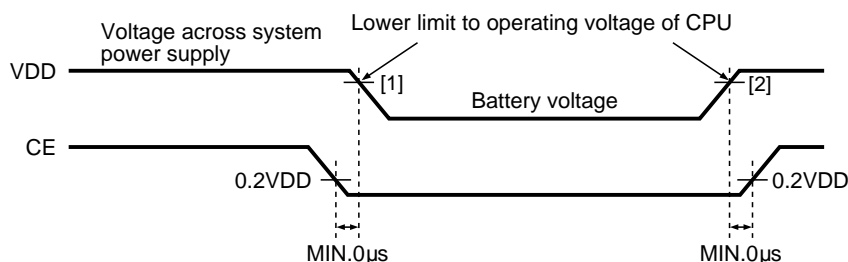 Voltage across system
power supply
Lower limit to operating voltage of CPU
VDD
[1]
[2]
Battery voltage
CE
0.2VDD
0.2VDD
MIN.0µs
MIN.0µs